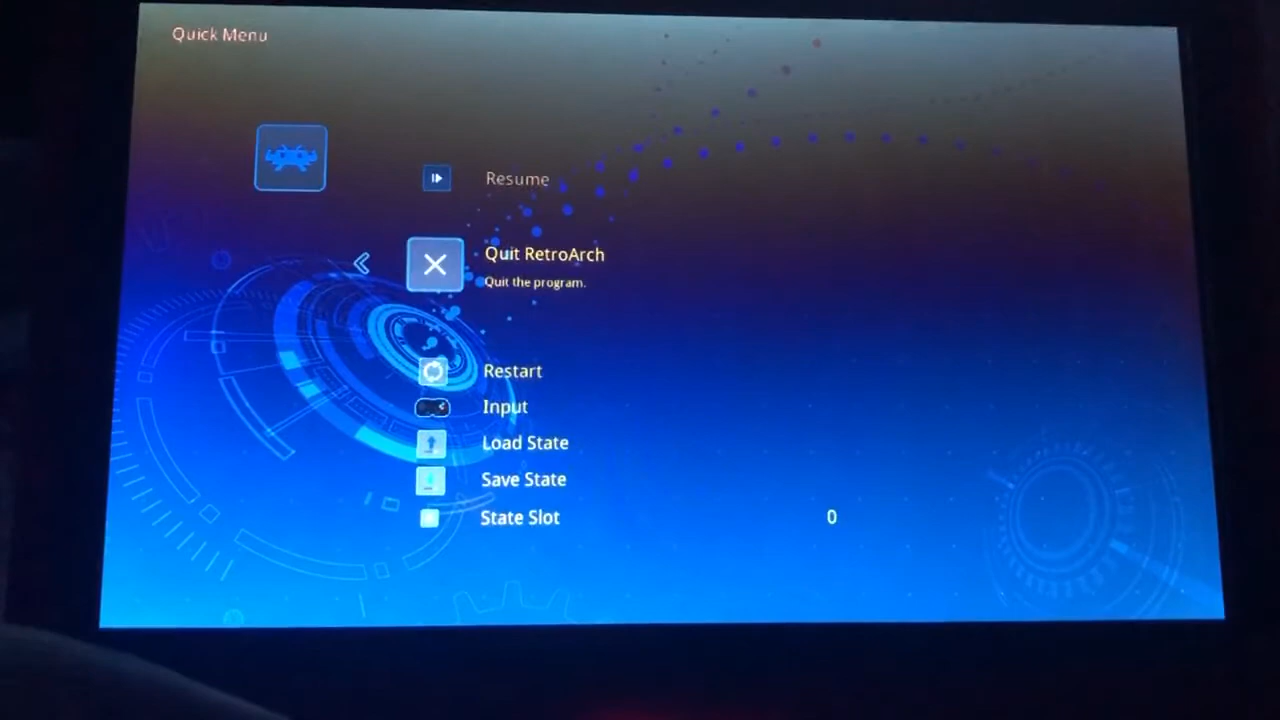 Quick Menu
Resume
Quit RetroArch
Quit the program.
Restart
Input
Load State
Save State
State Slot 0